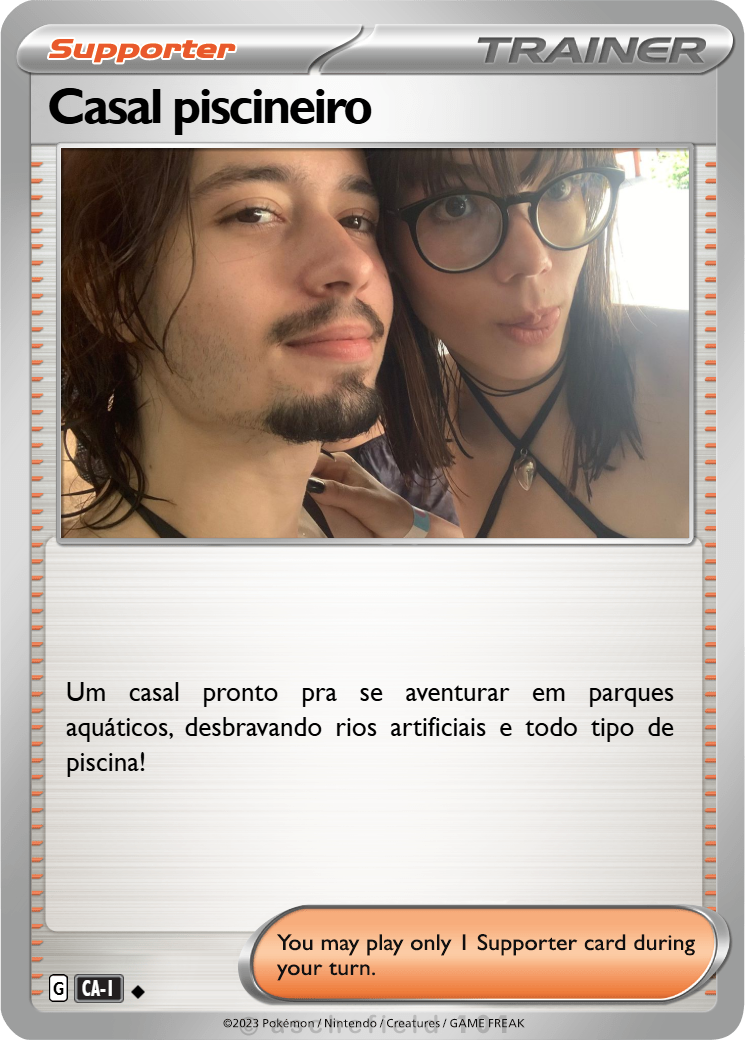 Supporter
TRAINER
Casal piscineiro
Um casal pronto pra se aventurar em parques
aquáticos, desbravando rios artificiais e todo tipo de
piscina!
You may play only 1 Supporter card during
your turn.
G CA-I
©2023 Pokémon / Nintendo / Creatures / GAME FREAK